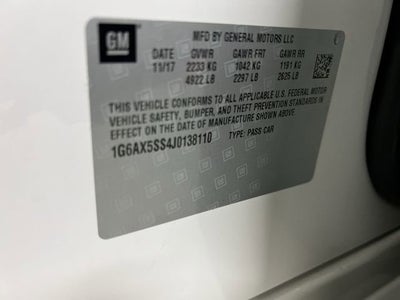 GM
MFD BY GENERAL MOTORS LLC
DATE GVWR GAWR FRT GAWR RR
11/17 2233 KG 1042 KG 1191 KG
4922 LB 2297 LB 2625 LB
THIS VEHICLE CONFORMS TO ALL APPLICABLE U.S. FEDERAL MOTOR
VEHICLE SAFETY, BUMPER, AND THEFT PREVENTION STANDARDS
IN EFFECT ON THE DATE OF MANUFACTURE SHOWN ABOVE.
1G6AX5SS4J0138110 TYPE: PASS CAR